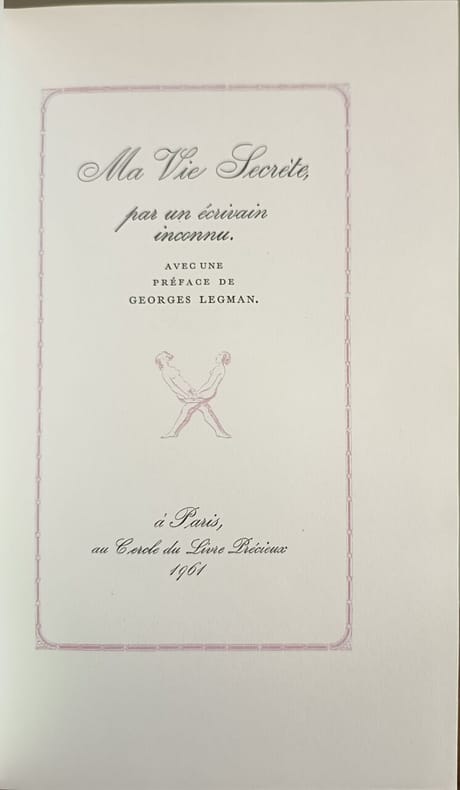 Ma Vie Secrète,
par un écrivain
inconnu.
AVEC UNE
PRÉFACE DE
GEORGES LEGMAN.
à Paris,
au Cercle du Livre Précieux
1961